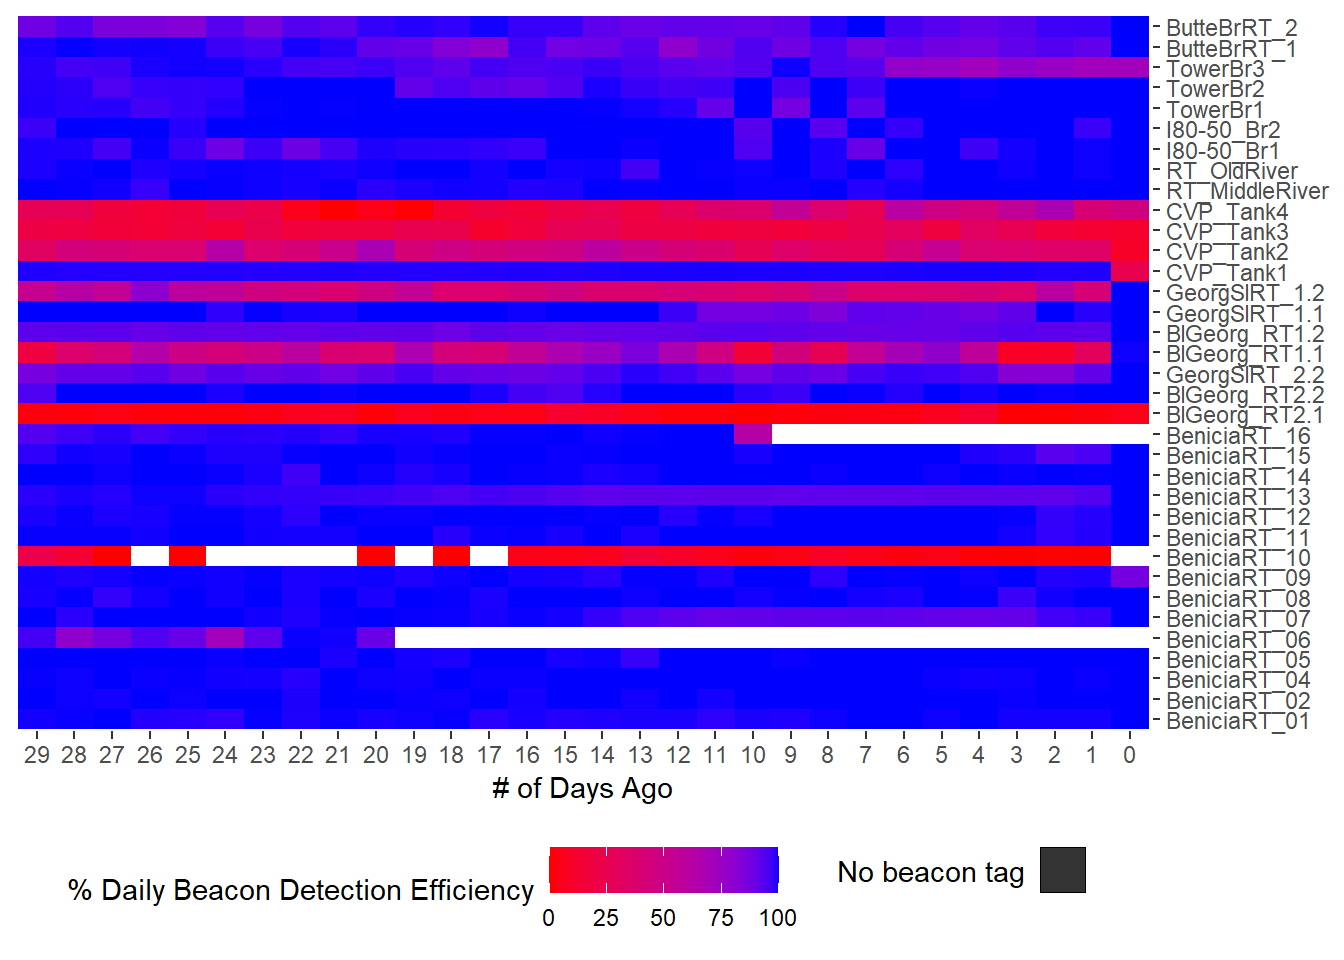 ButteBrRT_2
ButteBrRT_1
TowerBr3
TowerBr2
TowerBr1
I80-50_Br2
I80-50_Br1
RT_OldRiver
RT_MiddleRiver
CVP_Tank4
CVP_Tank3
CVP_Tank2
CVP_Tank1
GeorgSlRT_1.2
GeorgSlRT_1.1
BlGeorg_RT1.2
BlGeorg_RT1.1
GeorgSlRT_2.2
BlGeorg_RT2.2
BlGeorg_RT2.1
BeniciaRT_16
BeniciaRT_15
BeniciaRT_14
BeniciaRT_13
BeniciaRT_12
BeniciaRT_11
BeniciaRT_10
BeniciaRT_09
BeniciaRT_08
BeniciaRT_07
BeniciaRT_06
BeniciaRT_05
BeniciaRT_04
BeniciaRT_02
BeniciaRT_01
29 28 27 26 25 24 23 22 21 20 19 18 17 16 15 14 13 12 11 10 9 8 7 6 5 4 3 2 1 0
# of Days Ago
% Daily Beacon Detection Efficiency
0 25 50 75 100
No beacon tag